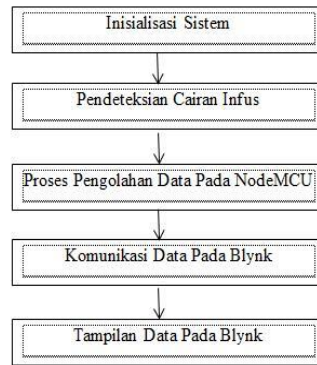 Inisialisasi Sistem
Pendeteksian Cairan Infus
Proses Pengolahan Data Pada NodeMCU
Komunikasi Data Pada Blynk
Tampilan Data Pada Blynk